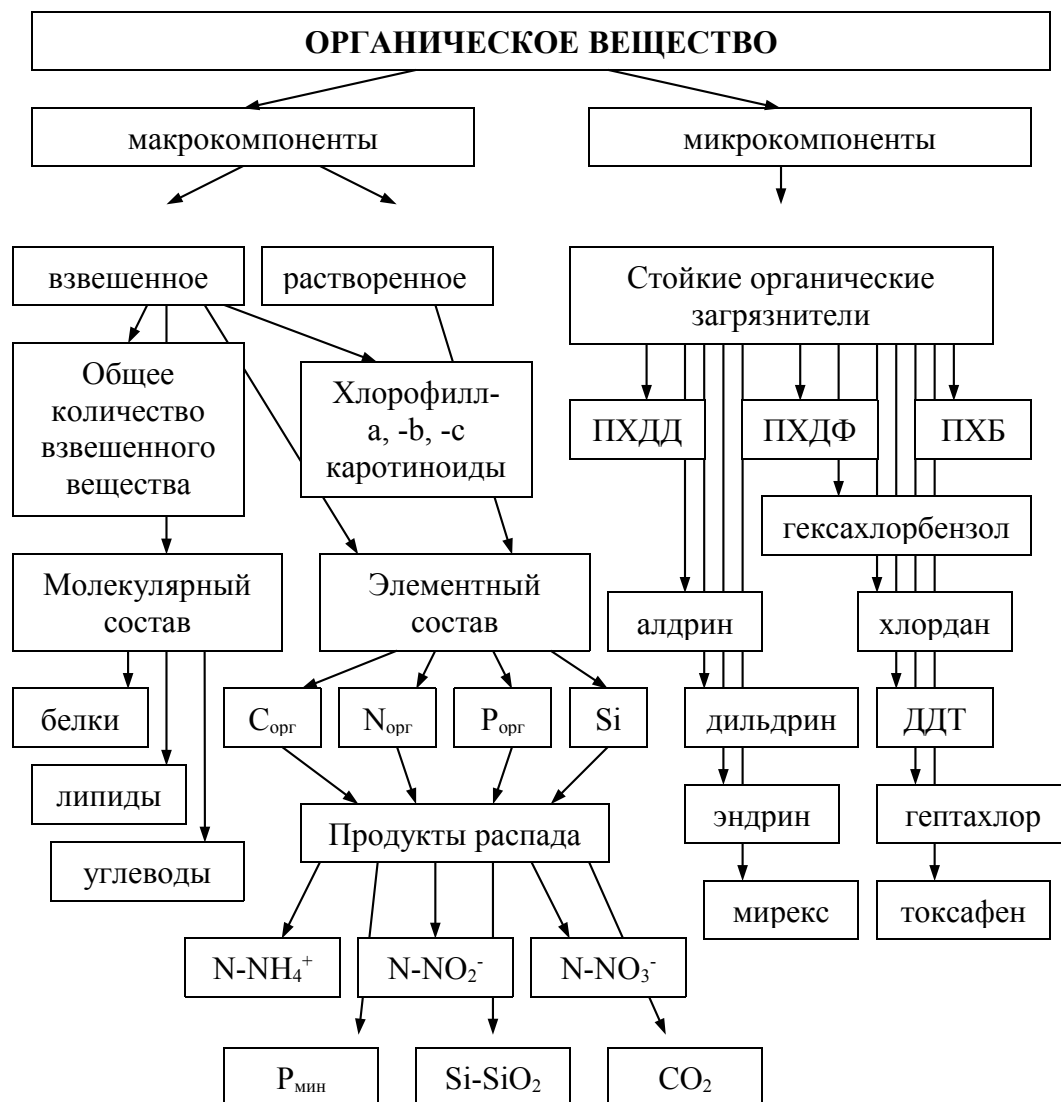 ОРГАНИЧЕСКОЕ ВЕЩЕСТВО
макрокомпоненты
микрокомпоненты
взвешенное
растворенное
Стойкие органические
загрязнители
Общее
количество
взвешенного
вещества
Хлорофилл-
a, -b, -c
каротиноиды
ПХДД
ПХДФ
ПХБ
гексахлорбензол
Молекулярный
состав
Элементный
состав
алдрин
хлордан
белки
Cорг
Nорг
Pорг
Si
дильдрин
ДДТ
липиды
Продукты распада
эндрин
гептахлор
углеводы
мирекс
токсафен
N-NH₄⁺
N-NO₂⁻
N-NO₃⁻
Pмин
Si-SiO₂
CO₂